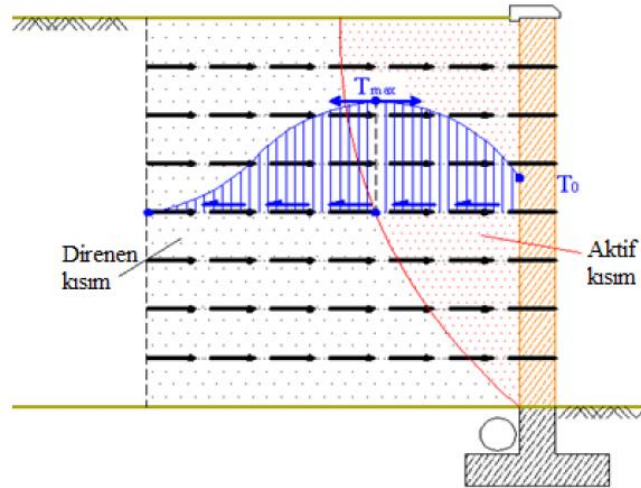 Tmax
T0
Direnen
kısım
Aktif
kısım